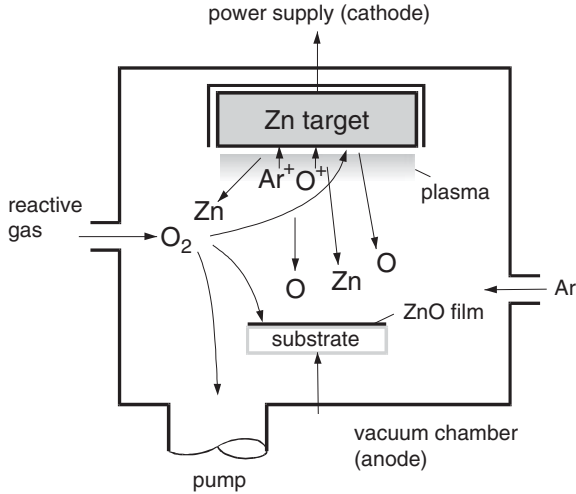 power supply (cathode)
Zn target
Ar+ O+
plasma
Zn
reactive
gas
O2
O
Zn
O
Ar
ZnO film
substrate
vacuum chamber
(anode)
pump